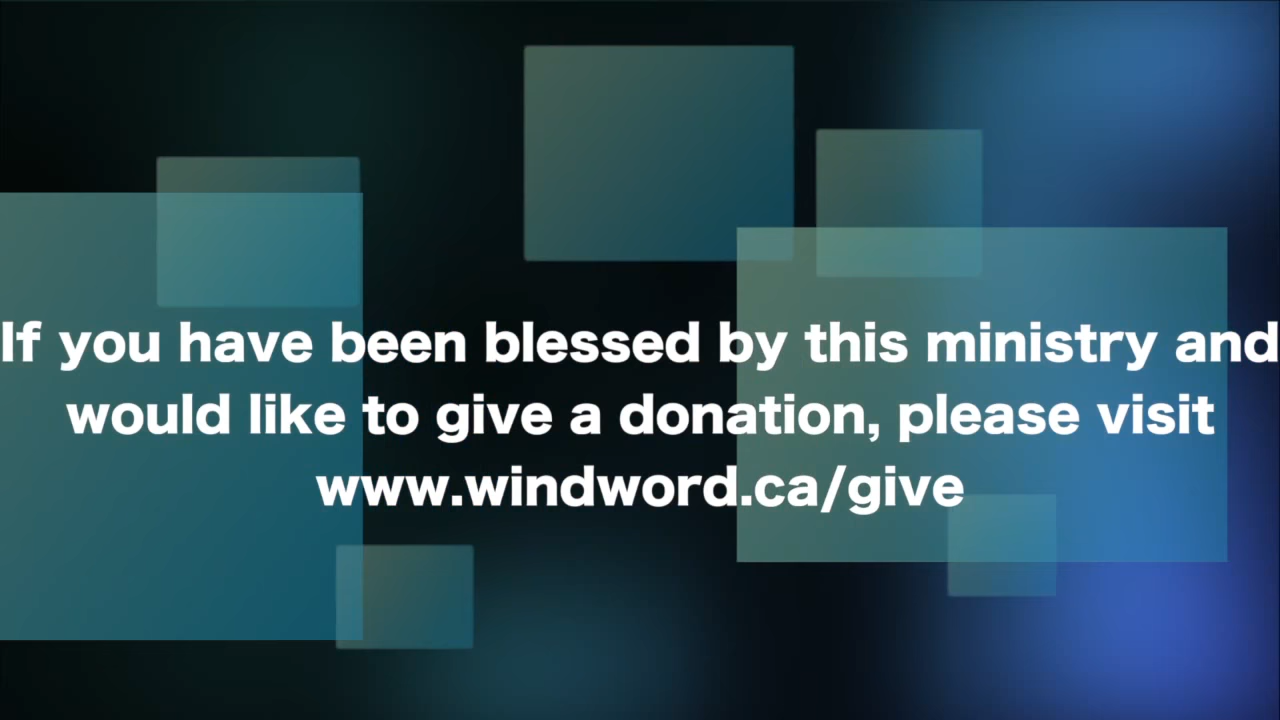 If you have been blessed by this ministry and
would like to give a donation, please visit
www.windword.ca/give